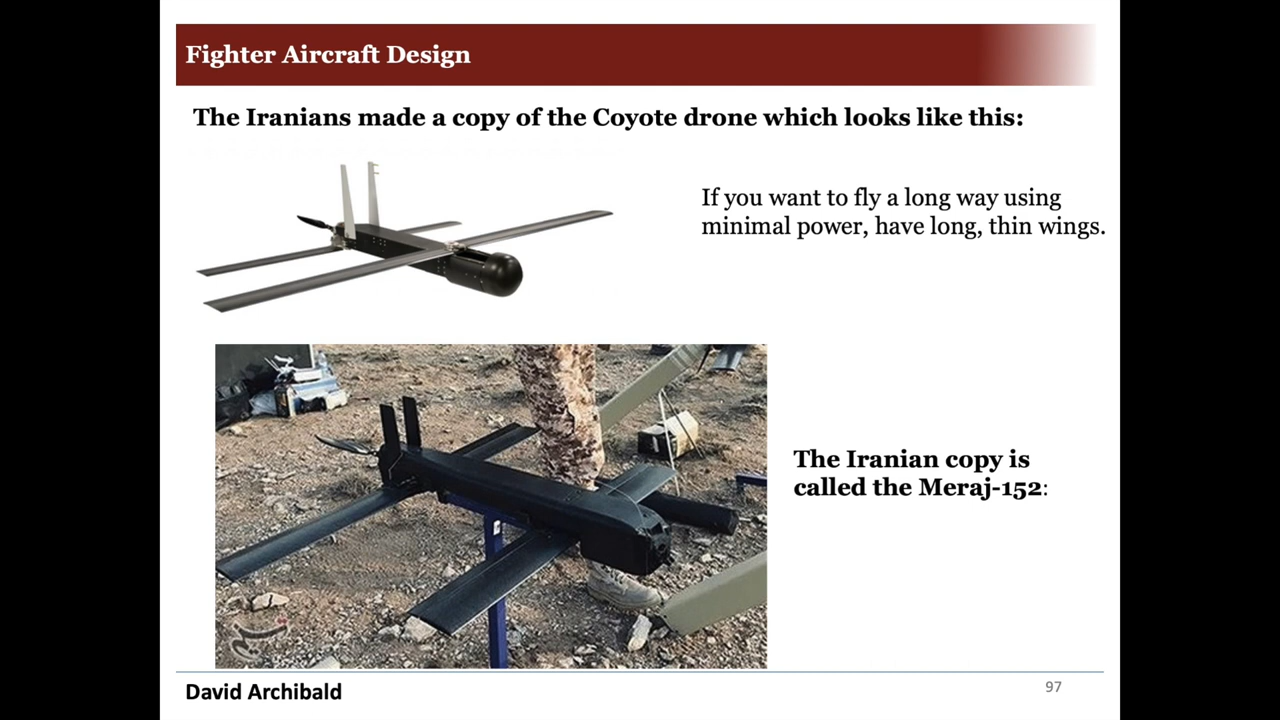 Fighter Aircraft Design
The Iranians made a copy of the Coyote drone which looks like this:
If you want to fly a long way using
minimal power, have long, thin wings.
The Iranian copy is
called the Meraj-152:
David Archibald
97